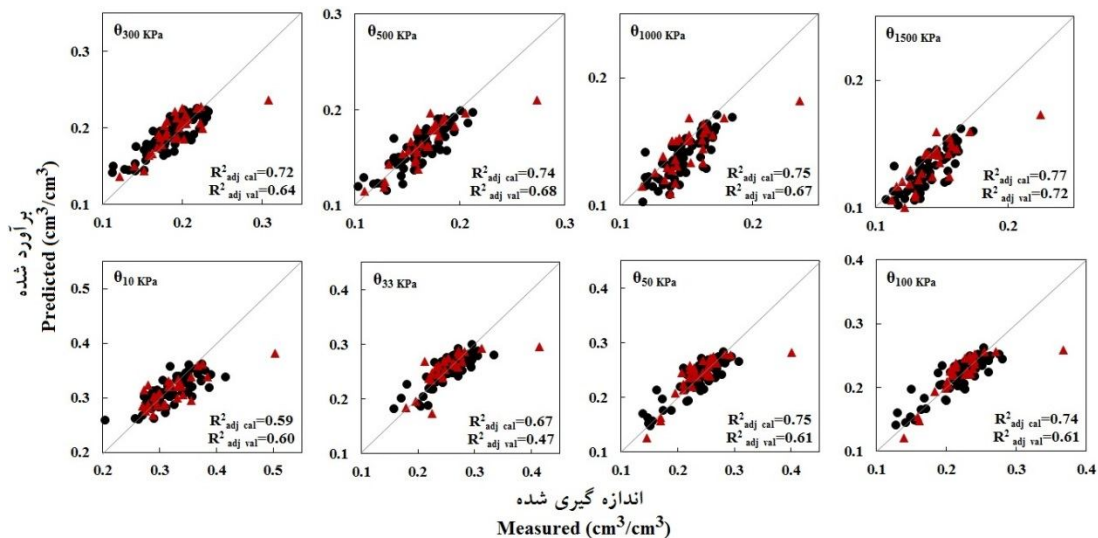 θ300 KPa
0.3
0.2
0.1
0.1
0.2
0.3
R²adj cal=0.72
R²adj val=0.64
θ500 KPa
0.3
0.2
0.1
0.1
0.2
0.3
R²adj cal=0.74
R²adj val=0.68
θ1000 KPa
0.2
0.1
0.1
0.2
R²adj cal=0.75
R²adj val=0.67
θ1500 KPa
0.2
0.1
0.1
0.2
R²adj cal=0.77
R²adj val=0.72
برآورد شده
Predicted (cm³/cm³)
θ10 KPa
0.5
0.4
0.3
0.2
0.2
0.3
0.4
0.5
R²adj cal=0.59
R²adj val=0.60
θ33 KPa
0.4
0.3
0.2
0.1
0.1
0.2
0.3
0.4
R²adj cal=0.67
R²adj val=0.47
θ50 KPa
0.4
0.3
0.2
0.1
0.1
0.2
0.3
0.4
R²adj cal=0.75
R²adj val=0.61
θ100 KPa
0.4
0.3
0.2
0.1
0.1
0.2
0.3
0.4
R²adj cal=0.74
R²adj val=0.61
اندازه گیری شده
Measured (cm³/cm³)